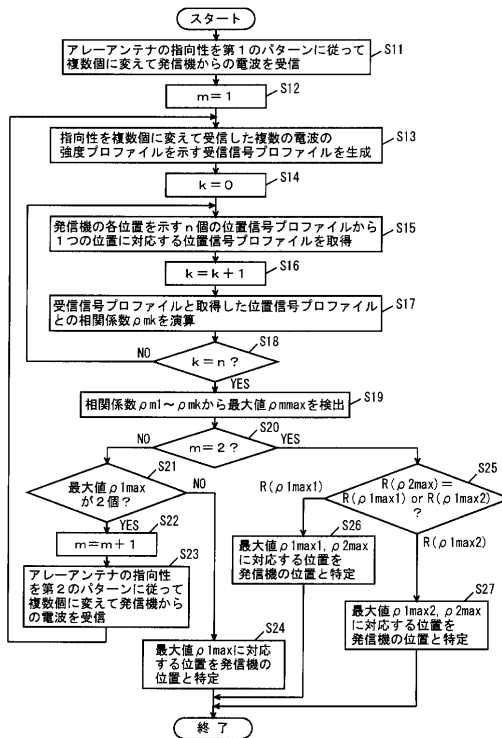 スタート
S11
アレーアンテナの指向性を第1のパターンに従って
複数個に変えて発信機からの電波を受信
S12
m=1
S13
指向性を複数個に変えて受信した複数の電波の
強度プロファイルを示す受信信号プロファイルを生成
S14
k=0
S15
発信機の各位置を示すn個の位置信号プロファイルから
1つの位置に対応する位置信号プロファイルを取得
S16
k=k+1
S17
受信信号プロファイルと取得した位置信号プロファイル
との相関係数ρmkを演算
S18
NO
k=n?
YES
S19
相関係数ρm1~ρmkから最大値ρmmaxを検出
S20
NO
m=2?
YES
S21
最大値ρ1max
が2個?
NO
YES
S22
m=m+1
S23
アレーアンテナの指向性
を第2のパターンに従って
複数個に変えて発信機から
の電波を受信
S24
最大値ρ1maxに対応
する位置を発信機の
位置と特定
S25
R(ρ2max)=
R(ρ1max1) or R(ρ1max2)
?
R(ρ1max1)
S26
最大値ρ1max1, ρ2max
に対応する位置を
発信機の位置と特定
R(ρ1max2)
S27
最大値ρ1max2, ρ2max
に対応する位置を
発信機の位置と特定
終了